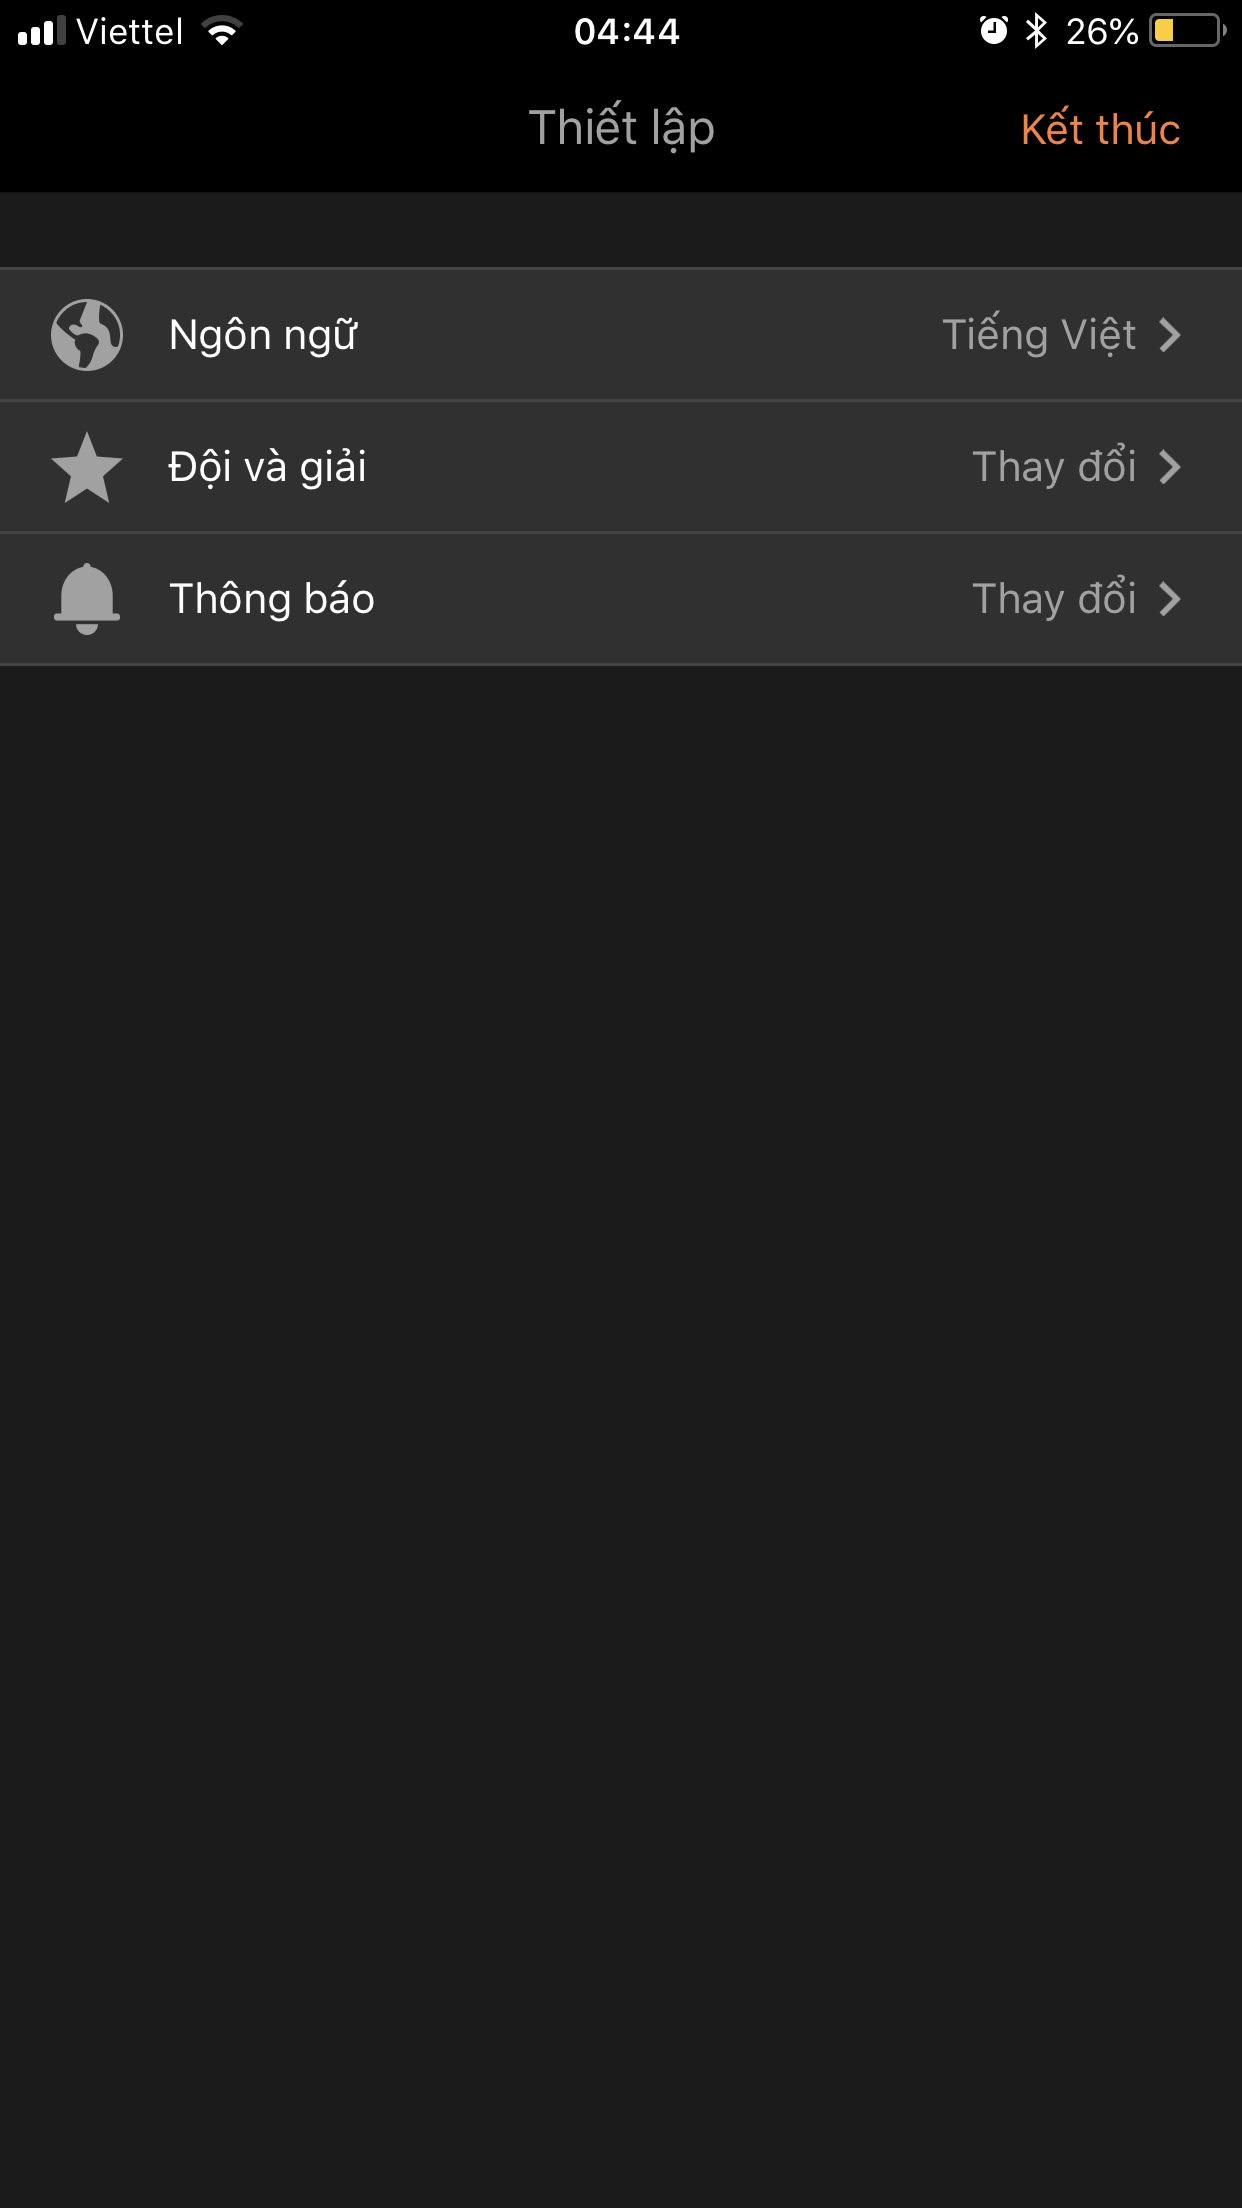 Viettel 04:44 26%
Thiết lập Kết thúc
Ngôn ngữ Tiếng Việt
Đội và giải Thay đổi
Thông báo Thay đổi